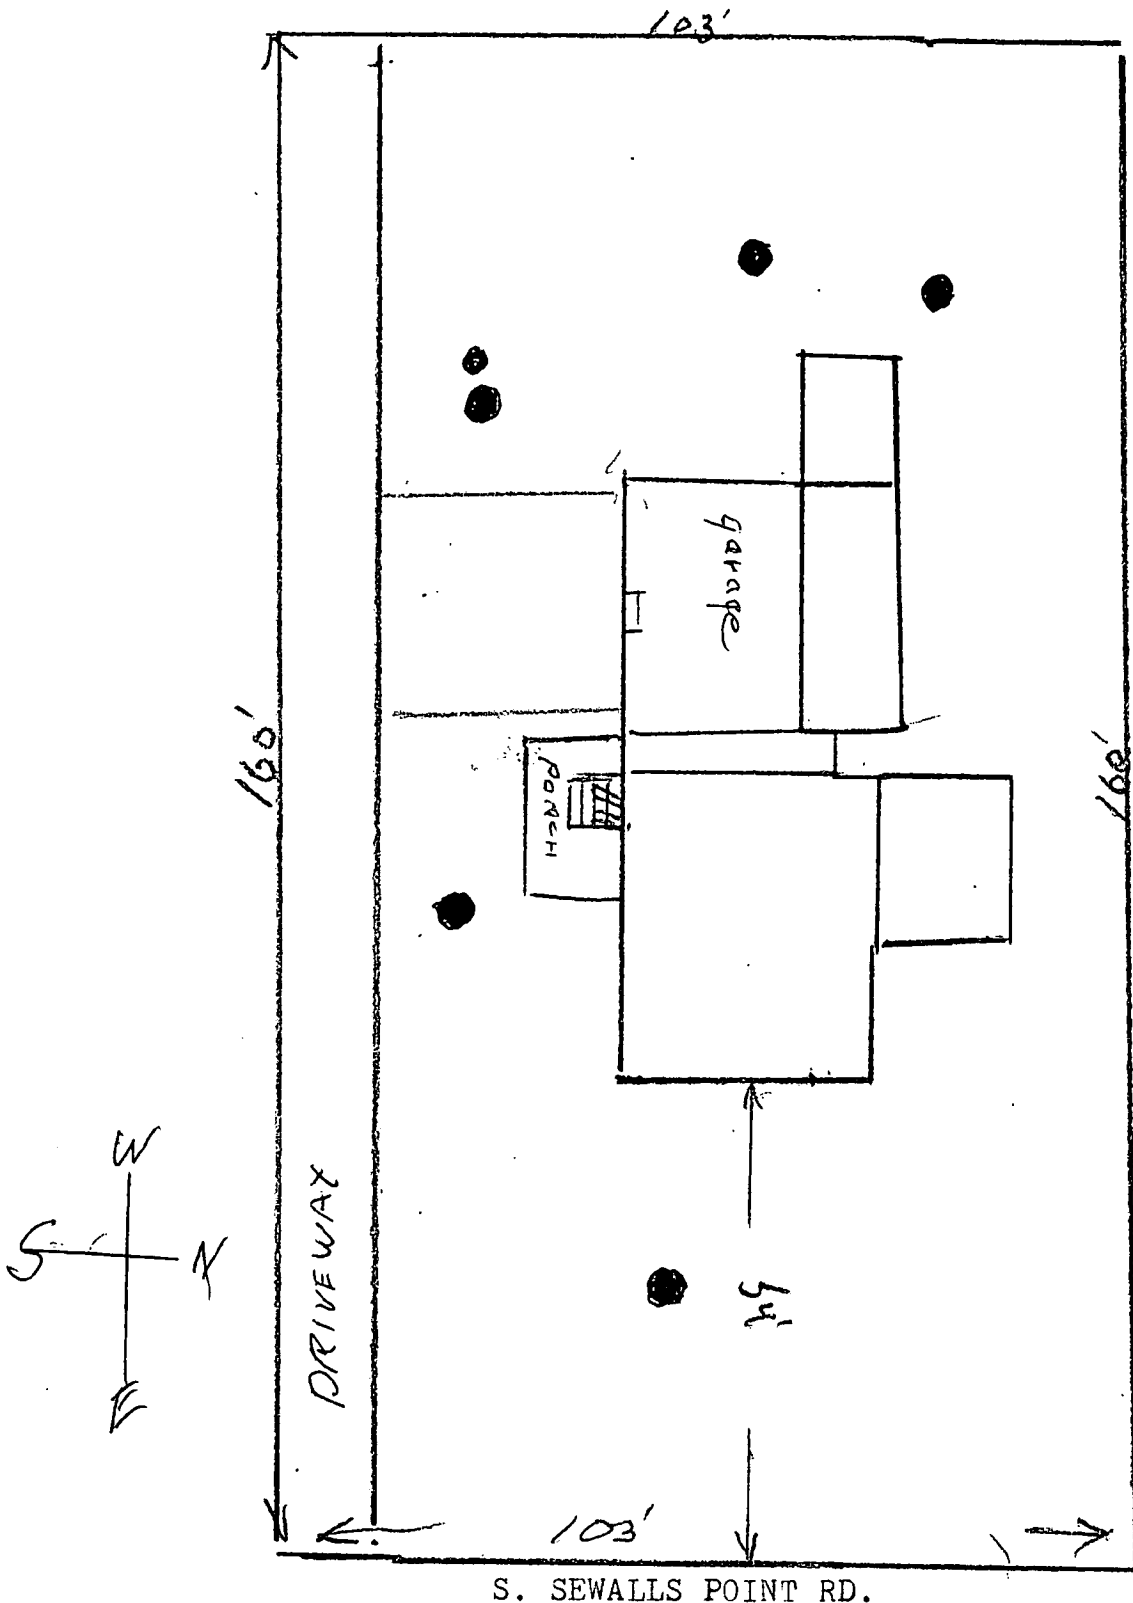 103'
garage
160'
160'
PORCH
W
S
N
E
DRIVEWAY
54'
103'
S. SEWALLS POINT RD.